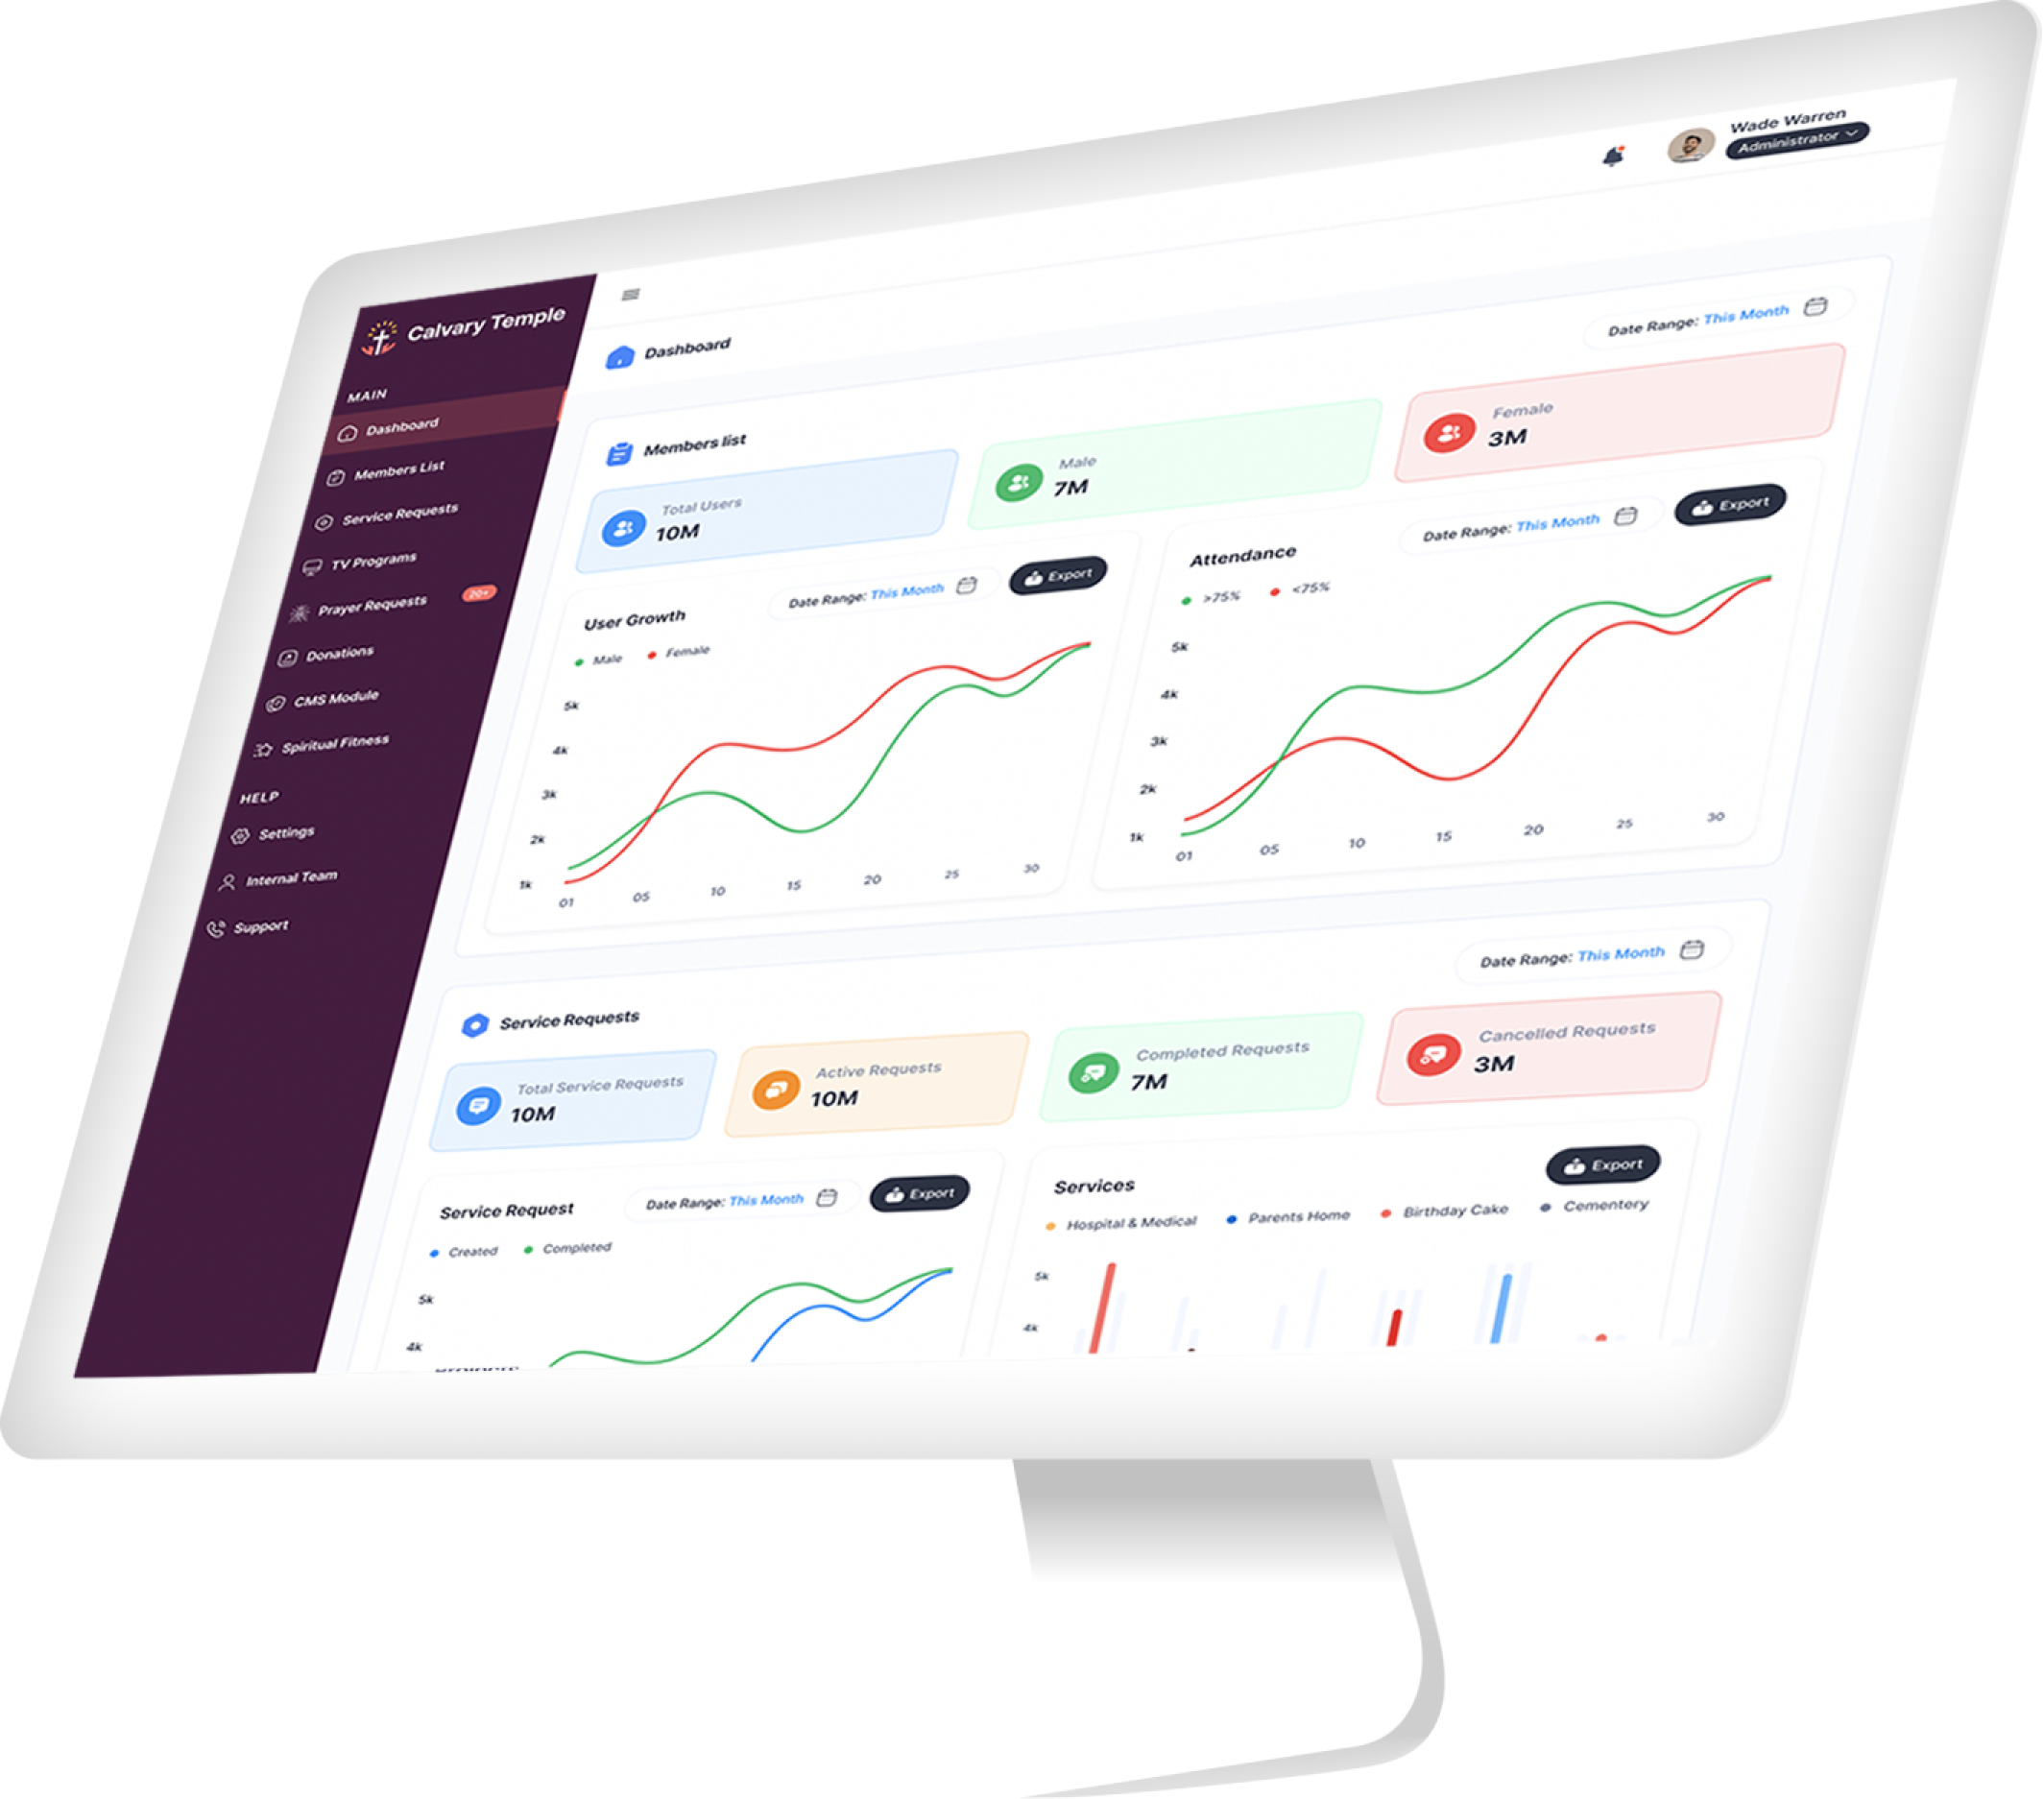 Wade Warren
Administrator
Calvary Temple
MAIN
Dashboard
Members List
Service Requests
TV Programs
Prayer Requests 20+
Donations
CMS Module
Spiritual Fitness
HELP
Settings
Internal Team
Support
Dashboard
Date Range: This Month
Members list
Total Users
10M
Male
7M
Female
3M
User Growth
Date Range: This Month
Export
Male Female
5k
4k
3k
2k
1k
01 05 10 15 20 25 30
Attendance
Date Range: This Month
Export
>75% <75%
5k
4k
3k
2k
1k
01 05 10 15 20 25 30
Service Requests
Date Range: This Month
Total Service Requests
10M
Active Requests
10M
Completed Requests
7M
Cancelled Requests
3M
Service Request
Date Range: This Month
Export
Created Completed
5k
4k
Services
Export
Hospital & Medical Parents Home Birthday Cake Cementery
5k
4k